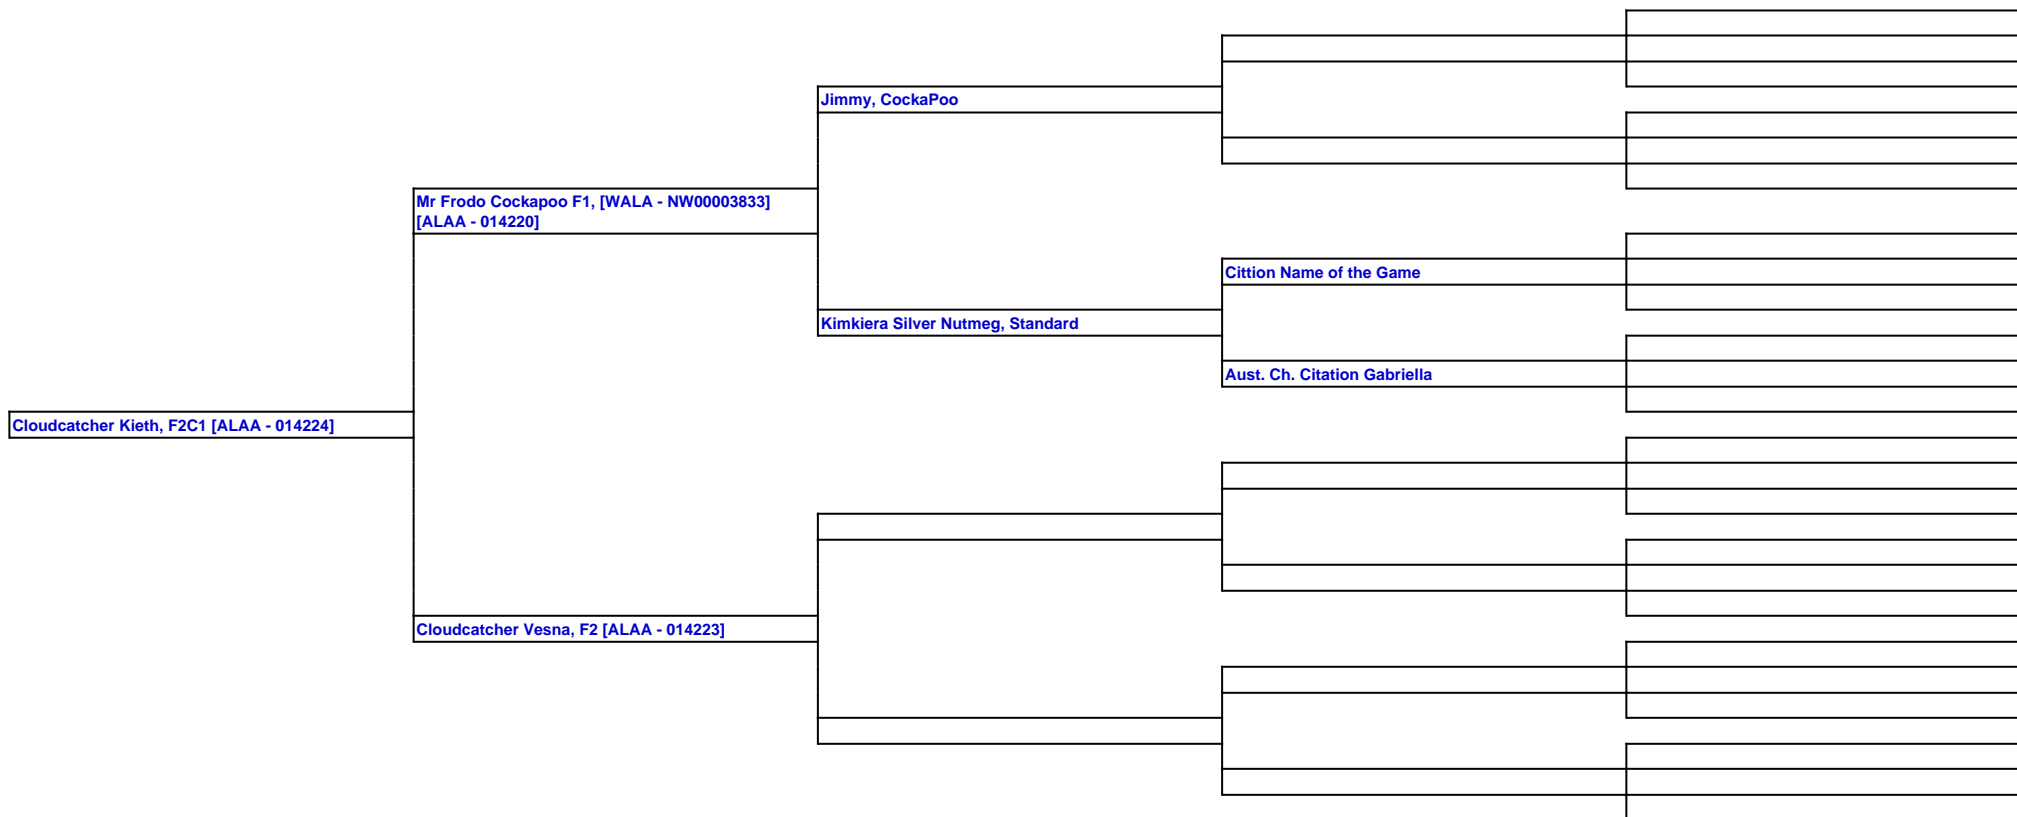 Jimmy, CockaPoo
Mr Frodo Cockapoo F1, [WALA - NW00003833]
[ALAA - 014220]
Cittion Name of the Game
Kimkiera Silver Nutmeg, Standard
Aust. Ch. Citation Gabriella
Cloudcatcher Kieth, F2C1 [ALAA - 014224]
Cloudcatcher Vesna, F2 [ALAA - 014223]